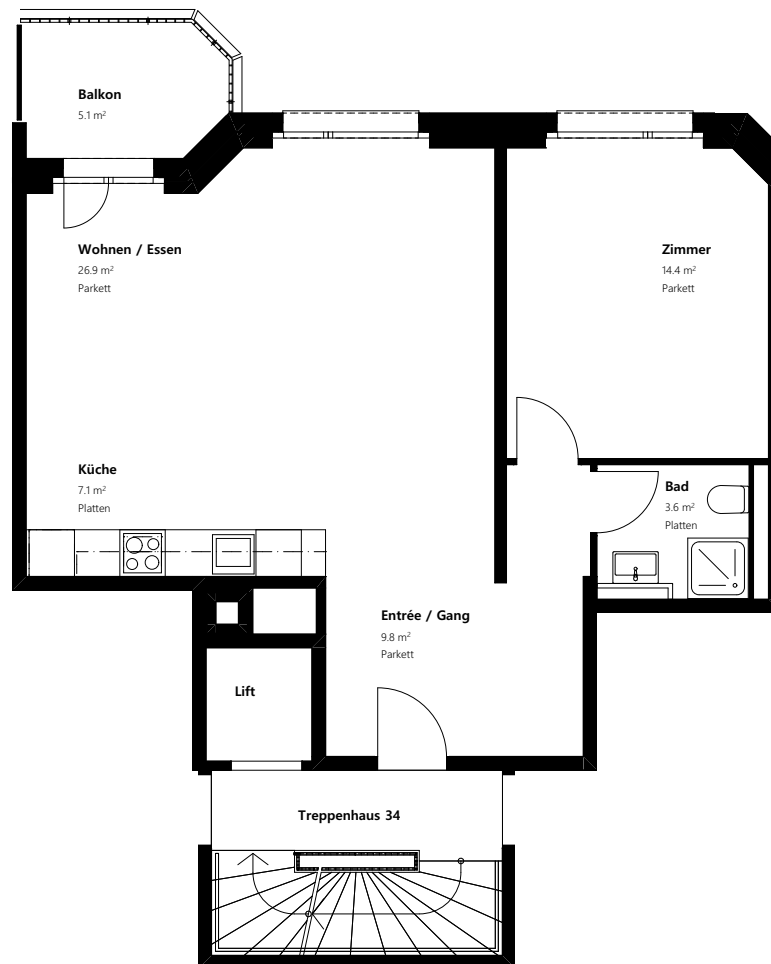 Balkon
5.1 m²
Wohnen / Essen
26.9 m²
Parkett
Zimmer
14.4 m²
Parkett
Küche
7.1 m²
Platten
Bad
3.6 m²
Platten
Entrée / Gang
9.8 m²
Parkett
Lift
Treppenhaus 34